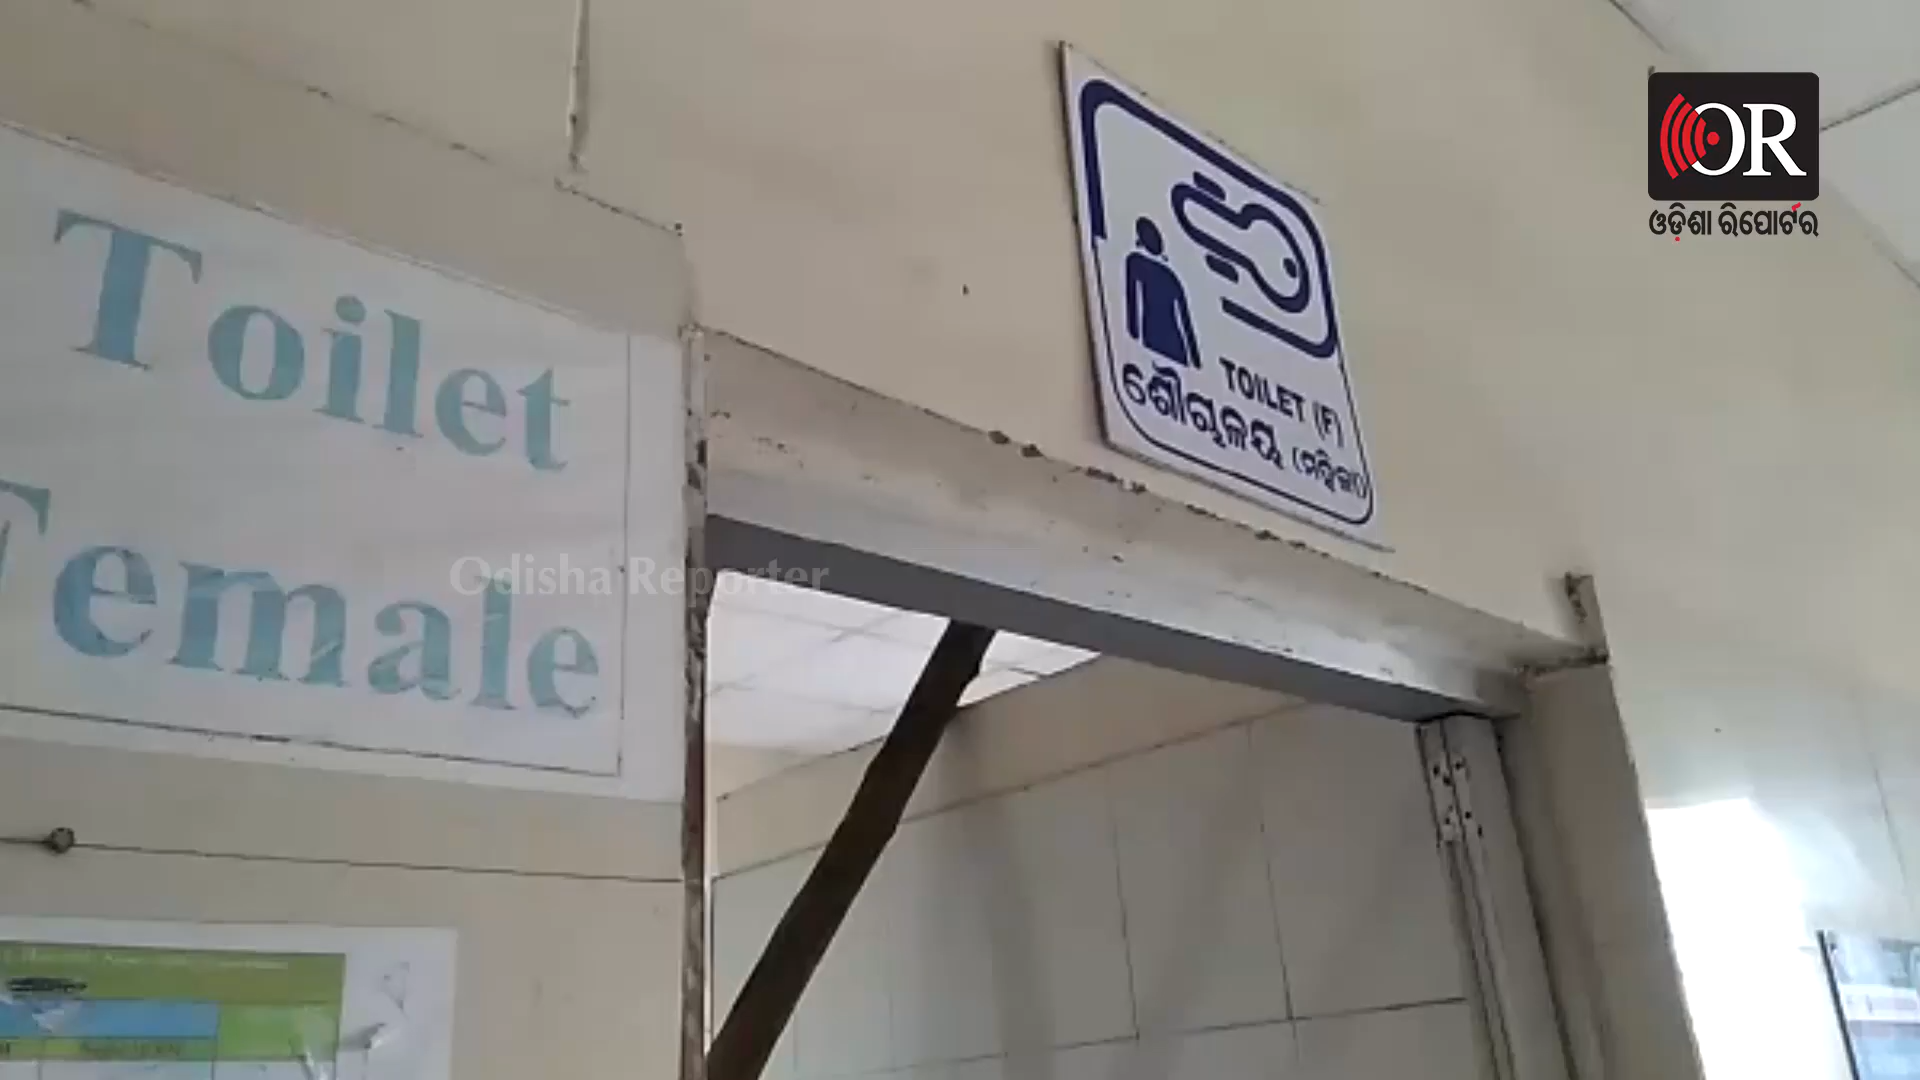 Toilet
Female
TOILET (F)
ଶୌଚାଳୟ (ମହିଳା)
OR
ଓଡ଼ିଶା ରିପୋର୍ଟର
Odisha Reporter